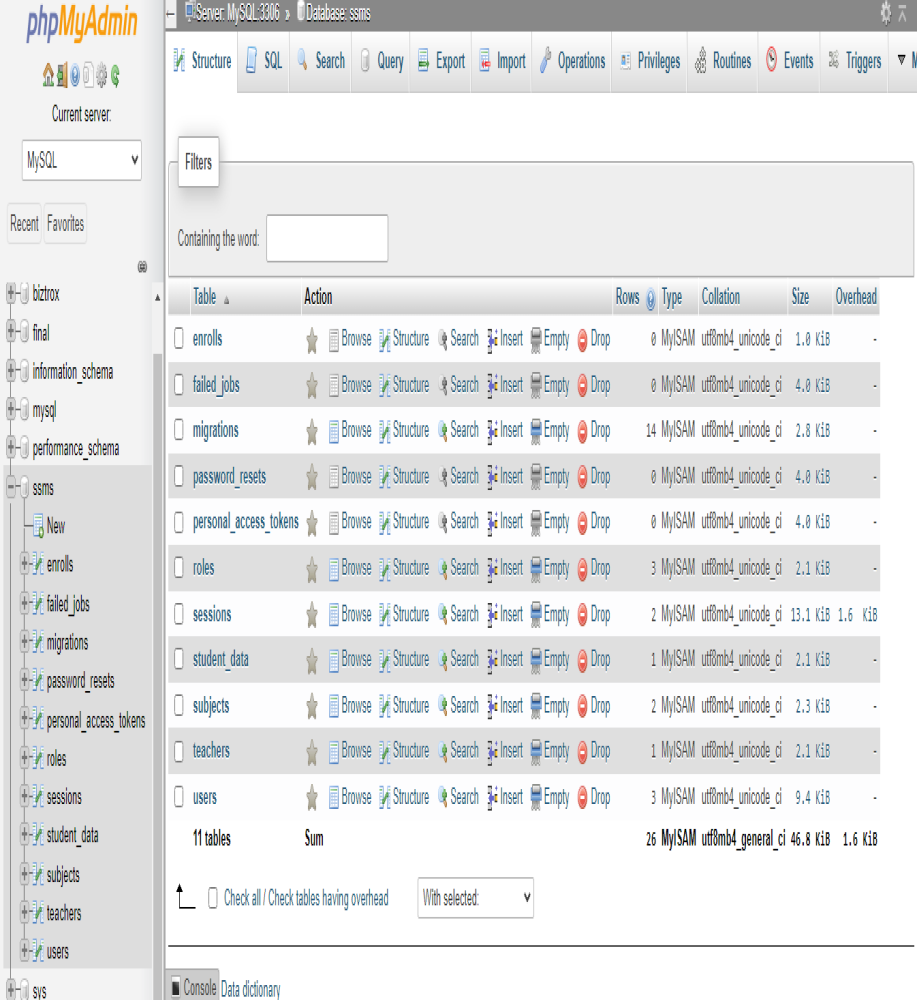 phpMyAdmin
Current server:
MySQL
Recent Favorites
biztrox
final
information_schema
mysql
performance_schema
ssms
New
enrolls
failed_jobs
migrations
password_resets
personal_access_tokens
roles
sessions
student_data
subjects
teachers
users
sys
Server: MySQL:3306 » Database: ssms
Structure SQL Search Query Export Import Operations Privileges Routines Events Triggers
Filters
Containing the word:
Table Action Rows Type Collation Size Overhead
enrolls Browse Structure Search Insert Empty Drop 0 MyISAM utf8mb4_unicode_ci 1.0 KiB -
failed_jobs Browse Structure Search Insert Empty Drop 0 MyISAM utf8mb4_unicode_ci 4.0 KiB -
migrations Browse Structure Search Insert Empty Drop 14 MyISAM utf8mb4_unicode_ci 2.8 KiB -
password_resets Browse Structure Search Insert Empty Drop 0 MyISAM utf8mb4_unicode_ci 4.0 KiB -
personal_access_tokens Browse Structure Search Insert Empty Drop 0 MyISAM utf8mb4_unicode_ci 4.0 KiB -
roles Browse Structure Search Insert Empty Drop 3 MyISAM utf8mb4_unicode_ci 2.1 KiB -
sessions Browse Structure Search Insert Empty Drop 2 MyISAM utf8mb4_unicode_ci 13.1 KiB 1.6 KiB
student_data Browse Structure Search Insert Empty Drop 1 MyISAM utf8mb4_unicode_ci 2.1 KiB -
subjects Browse Structure Search Insert Empty Drop 2 MyISAM utf8mb4_unicode_ci 2.3 KiB -
teachers Browse Structure Search Insert Empty Drop 1 MyISAM utf8mb4_unicode_ci 2.1 KiB -
users Browse Structure Search Insert Empty Drop 3 MyISAM utf8mb4_unicode_ci 9.4 KiB -
11 tables Sum 26 MyISAM utf8mb4_general_ci 46.8 KiB 1.6 KiB
Check all / Check tables having overhead With selected:
Console Data dictionary